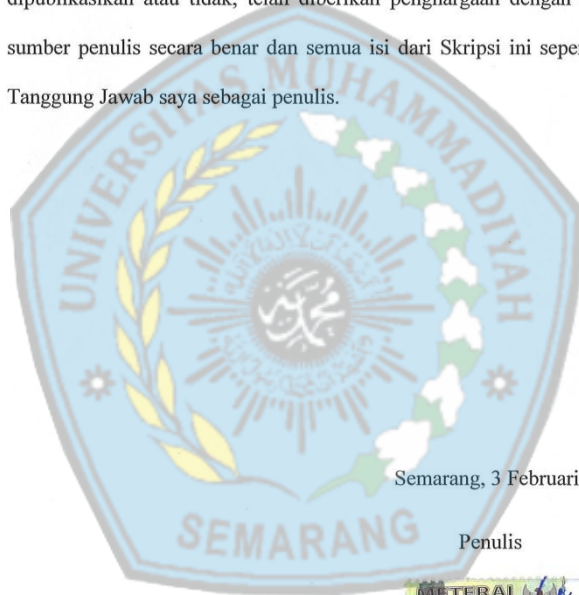 dipublikasikan atau tidak, telah diberikan penghargaan dengan
sumber penulis secara benar dan semua isi dari Skripsi ini
Tanggung Jawab saya sebagai penulis.
UNIVERSITAS MUHAMMADIYAH
محمد
Semarang, 3 Februari
SEMARANG
Penulis
METERAI